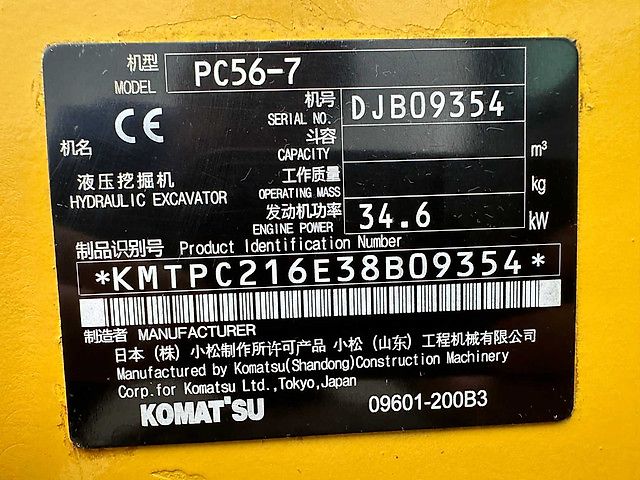 机型
MODEL
PC56-7
机号
SERIAL NO.
DJB09354
CE
机名
斗容
CAPACITY
m³
液压挖掘机
HYDRAULIC EXCAVATOR
工作质量
OPERATING MASS
kg
发动机功率
ENGINE POWER
34.6
kW
制品识别号 Product Identification Number
*KMTPC216E38B09354*
制造者 MANUFACTURER
日本 (株) 小松制作所许可产品 小松 (山东) 工程机械有限公司
Manufactured by Komatsu(Shandong)Construction Machinery
Corp.for Komatsu Ltd.,Tokyo,Japan
KOMATSU
09601-200B3